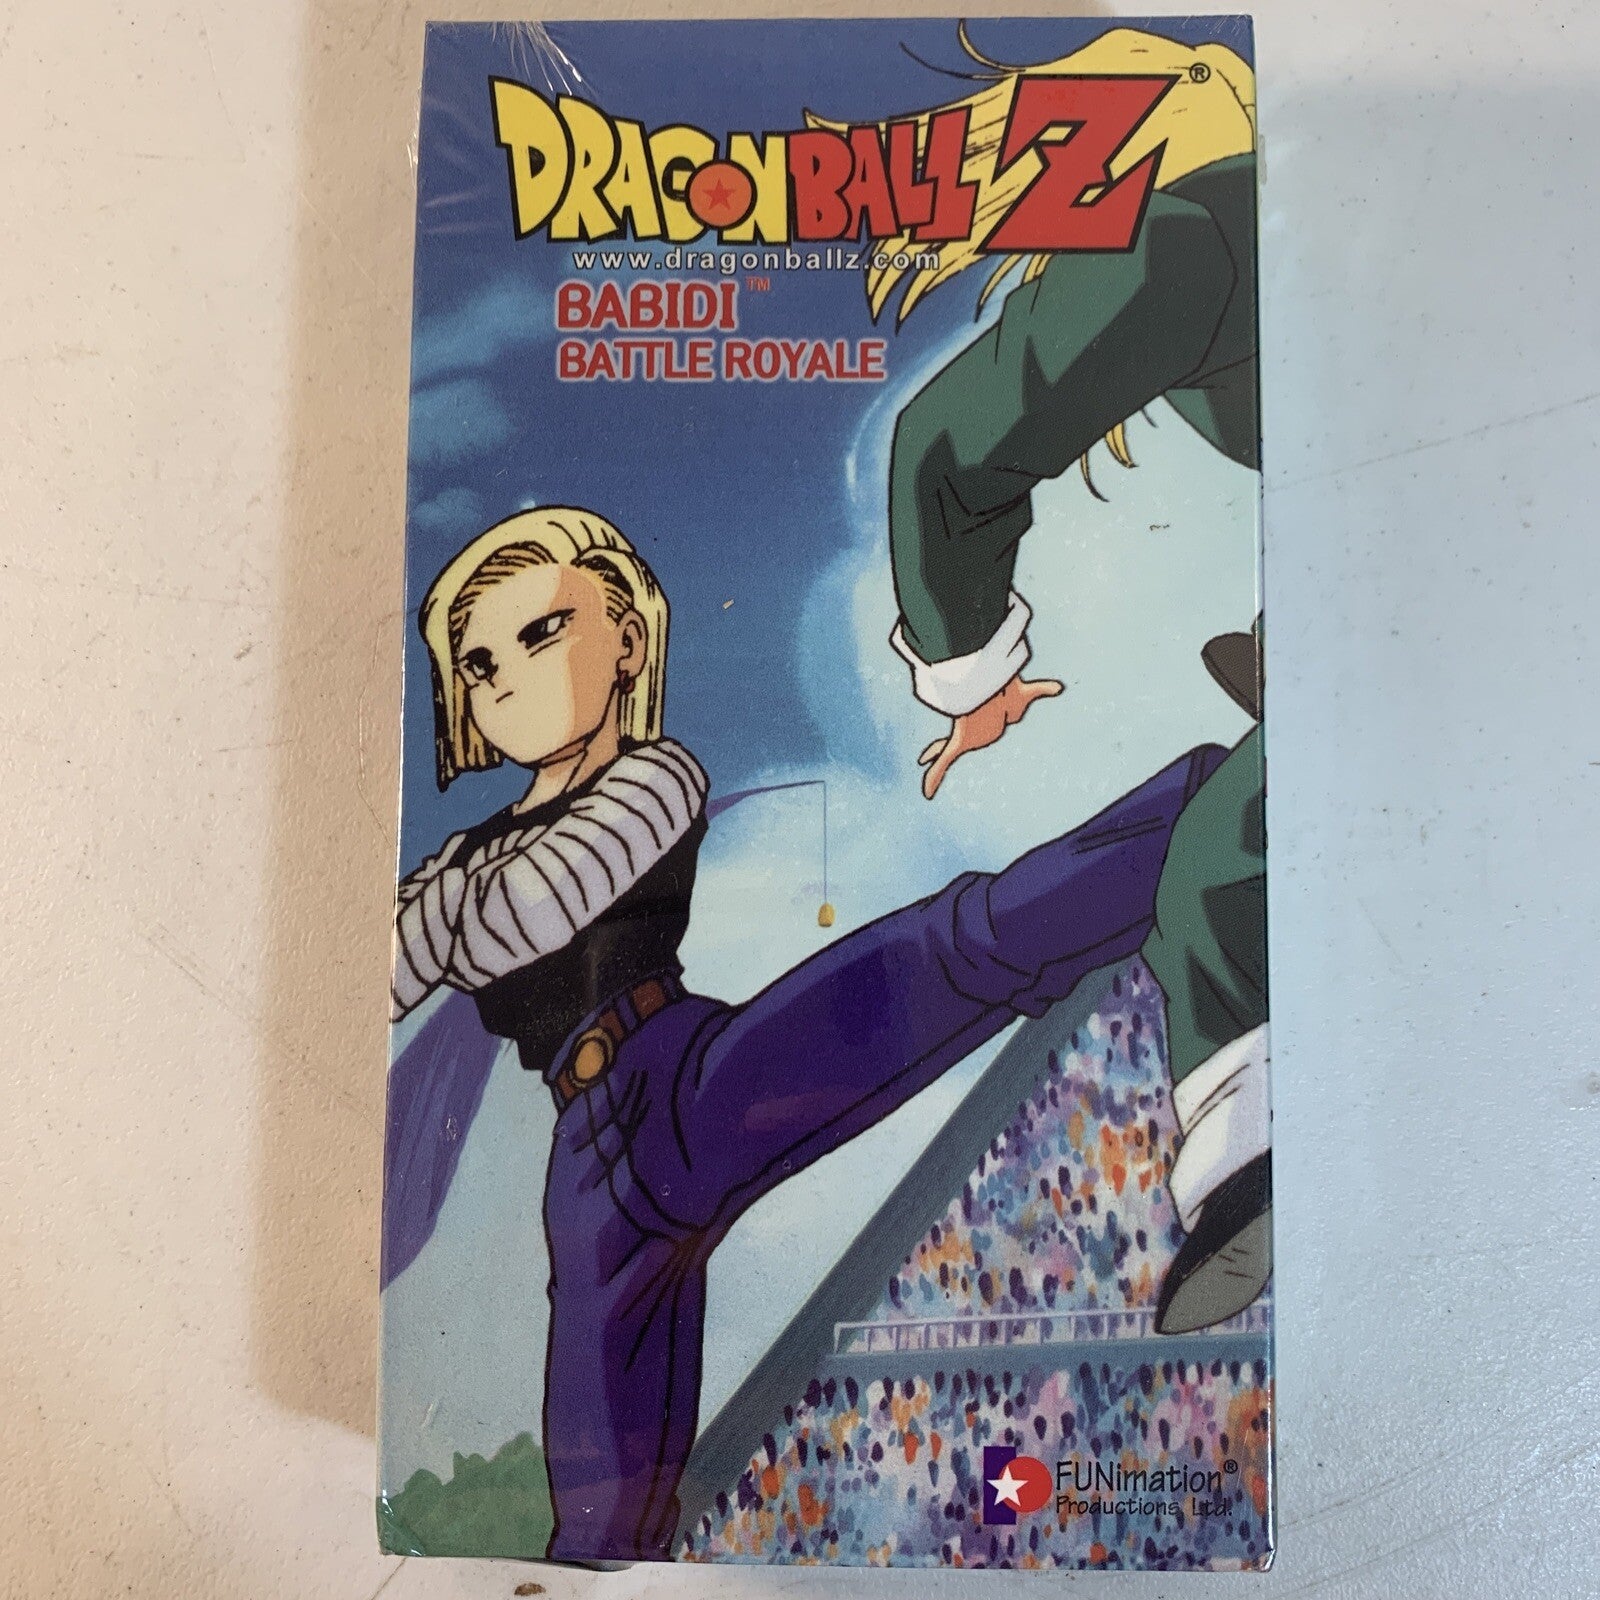 DRAGONBALL Z®
www.dragonballz.com
BABIDI™
BATTLE ROYALE
FUNimation®
Productions, Ltd.